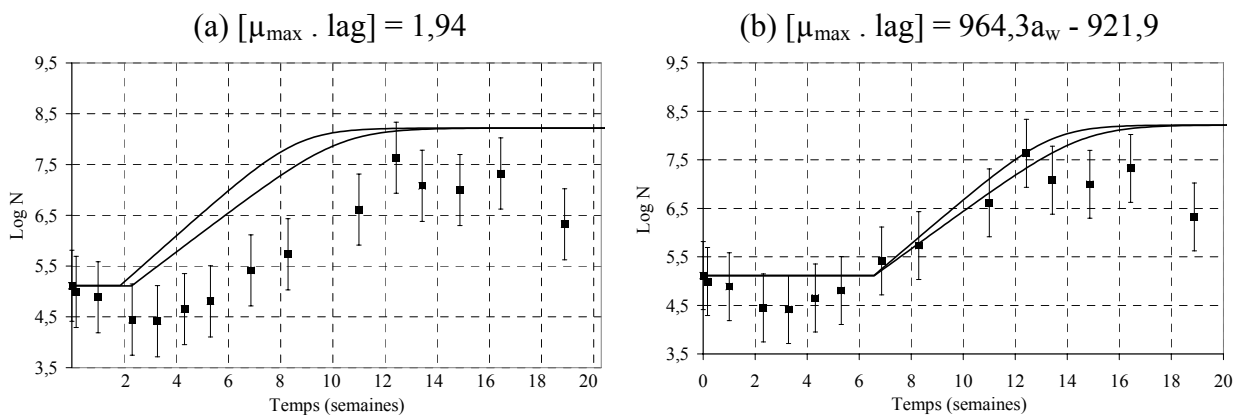 (a) [µmax . lag] = 1,94
9,5
8,5
7,5
6,5
5,5
4,5
3,5
Log N
2 4 6 8 10 12 14 16 18 20
Temps (semaines)
(b) [µmax . lag] = 964,3aw - 921,9
9,5
8,5
7,5
6,5
5,5
4,5
3,5
Log N
0 2 4 6 8 10 12 14 16 18 20
Temps (semaines)